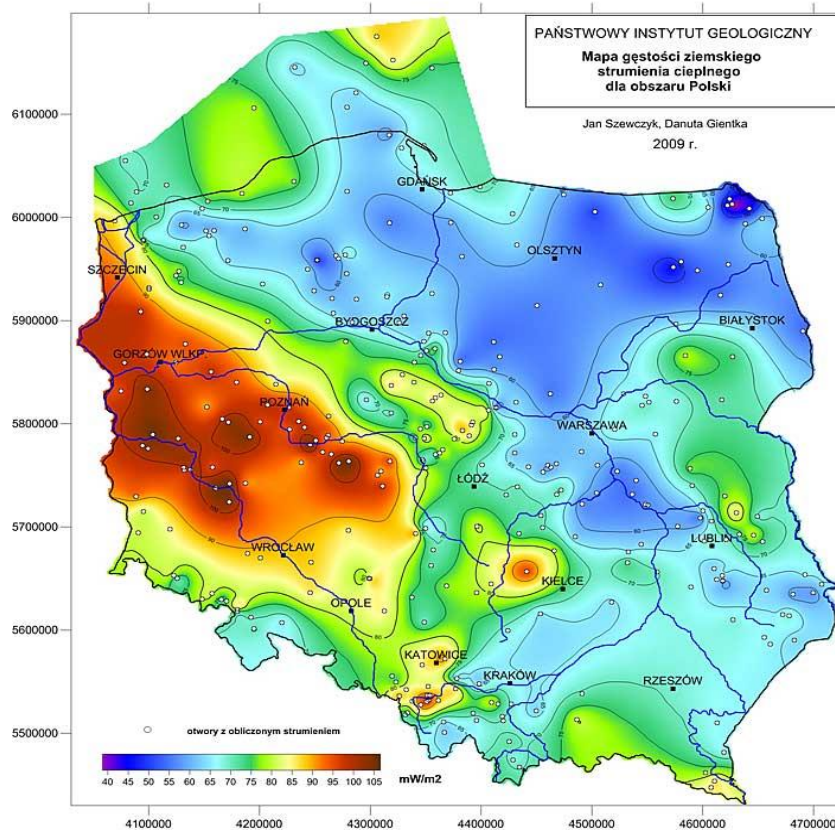 PAŃSTWOWY INSTYTUT GEOLOGICZNY
Mapa gęstości ziemskiego
strumienia cieplnego
dla obszaru Polski
Jan Szewczyk, Danuta Gientka
2009 r.
6100000
6000000
5900000
5800000
5700000
5600000
5500000
GDAŃSK
OLSZTYN
SZCZECIN
BYDGOSZCZ
BIAŁYSTOK
GORZÓW WLKP
POZNAŃ
WARSZAWA
ŁÓDŹ
WROCŁAW
LUBLIN
KIELCE
OPOLE
KATOWICE
KRAKÓW
RZESZÓW
otwory z obliczonym strumieniem
40 45 50 55 60 65 70 75 80 85 90 95 100 105
mW/m2
4100000 4200000 4300000 4400000 4500000 4600000 4700000